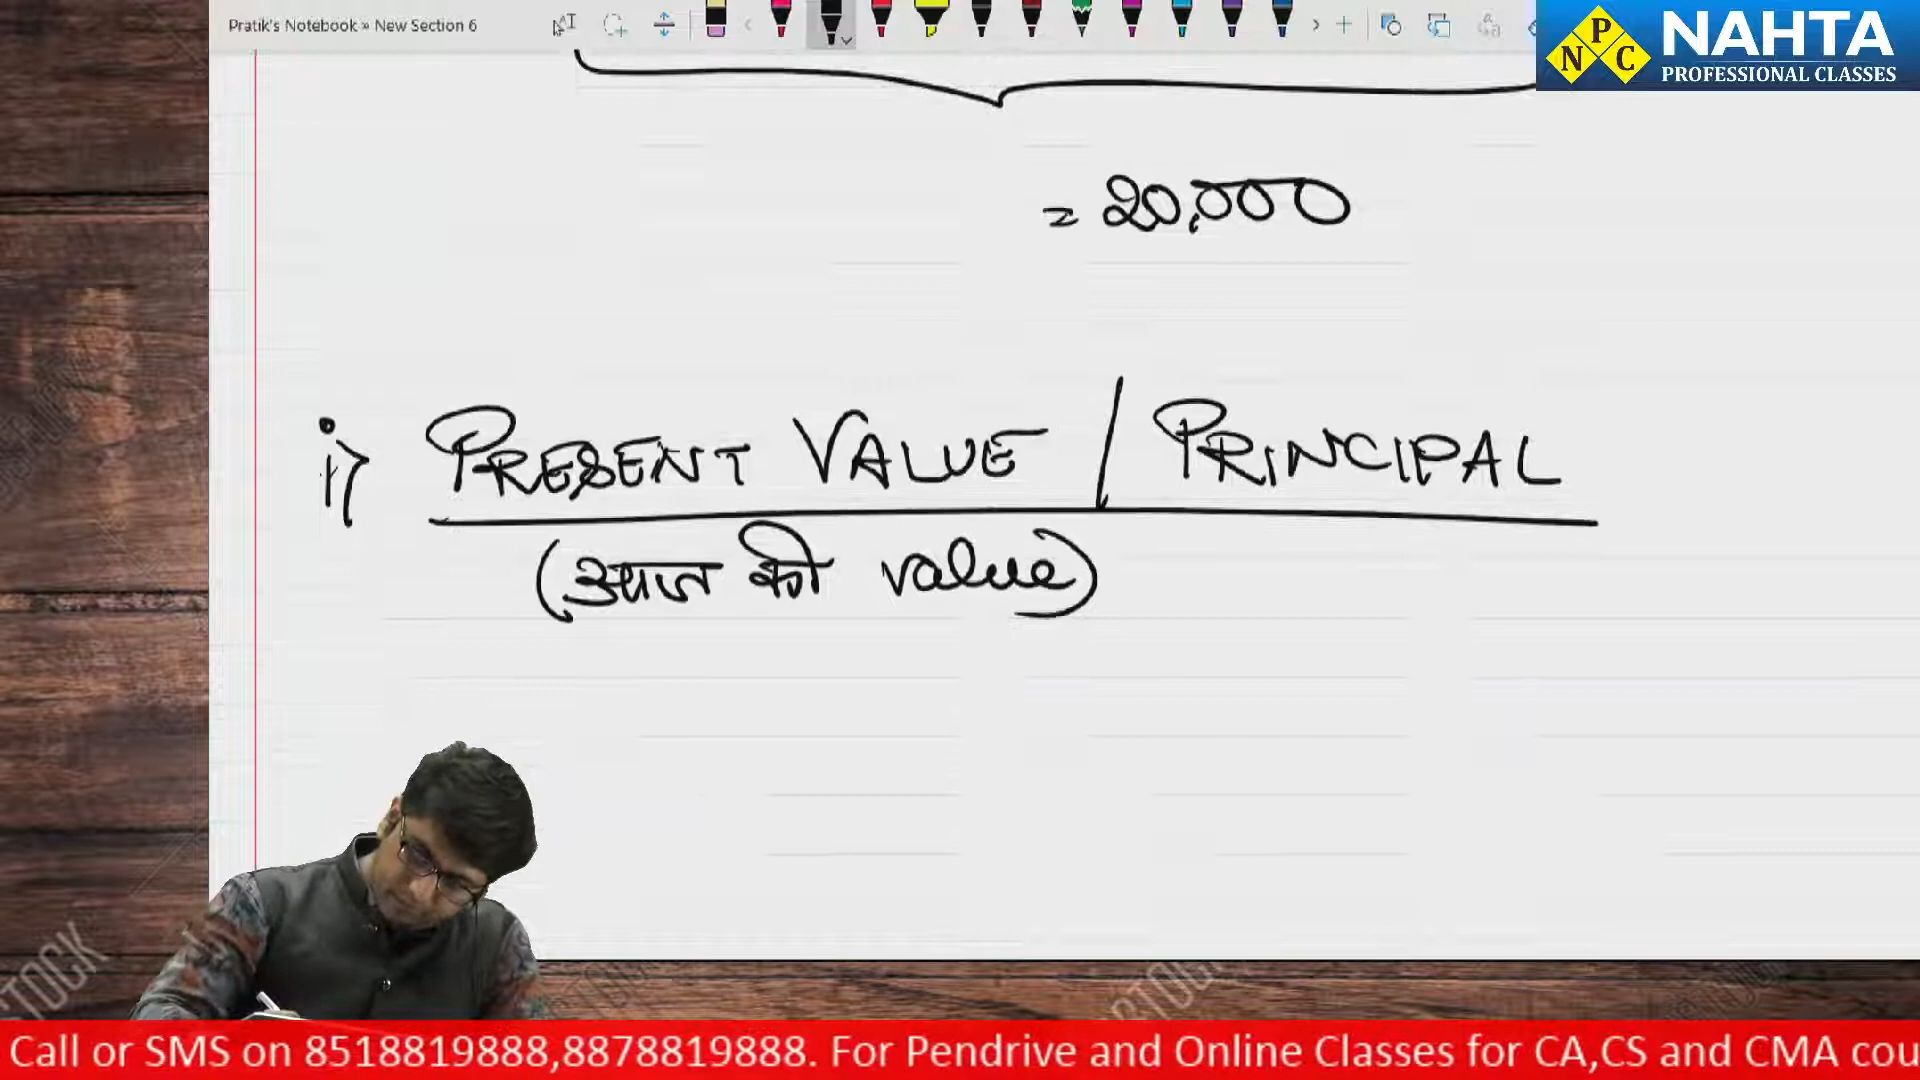 Pratik's Notebook » New Section 6
NPC NAHTA
PROFESSIONAL CLASSES
= 20,000
i) PRESENT VALUE / PRINCIPAL
(आज की value)
Call or SMS on 8518819888,8878819888. For Pendrive and Online Classes for CA,CS and CMA cou